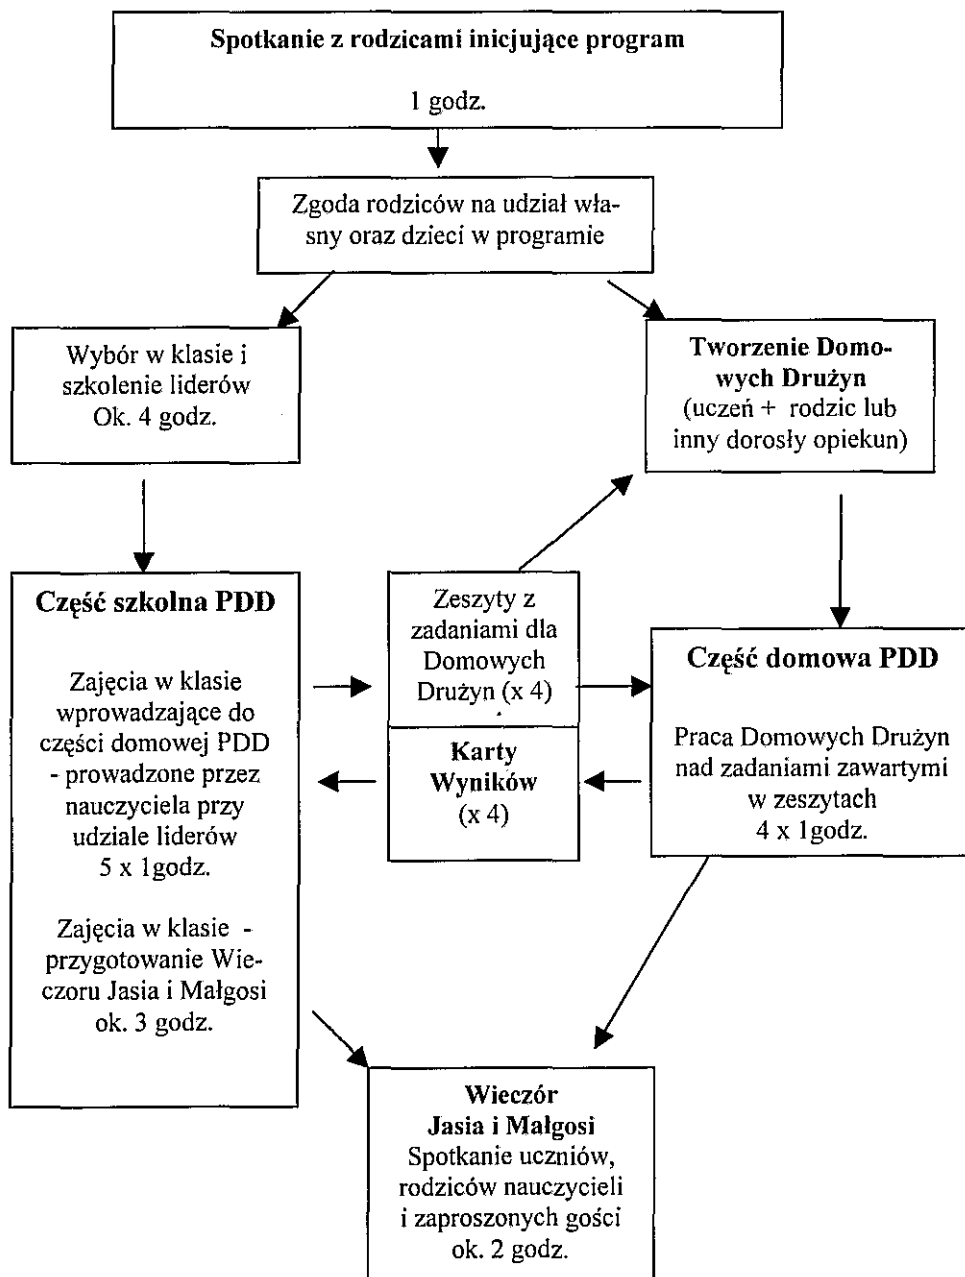 Spotkanie z rodzicami inicjujące program
1 godz.
Zgoda rodziców na udział wła-
sny oraz dzieci w programie
Wybór w klasie i
szkolenie liderów
Ok. 4 godz.
Tworzenie Domo-
wych Drużyn
(uczeń + rodzic lub
inny dorosły opiekun)
Część szkolna PDD
Zajęcia w klasie
wprowadzające do
części domowej PDD
- prowadzone przez
nauczyciela przy
udziale liderów
5 x 1godz.
Zajęcia w klasie -
przygotowanie Wie-
czoru Jasia i Małgosi
ok. 3 godz.
Zeszyty z
zadaniami dla
Domowych
Drużyn (x 4)
Karty
Wyników
(x 4)
Część domowa PDD
Praca Domowych Drużyn
nad zadaniami zawartymi
w zeszytach
4 x 1godz.
Wieczór
Jasia i Małgosi
Spotkanie uczniów,
rodziców nauczycieli
i zaproszonych gości
ok. 2 godz.